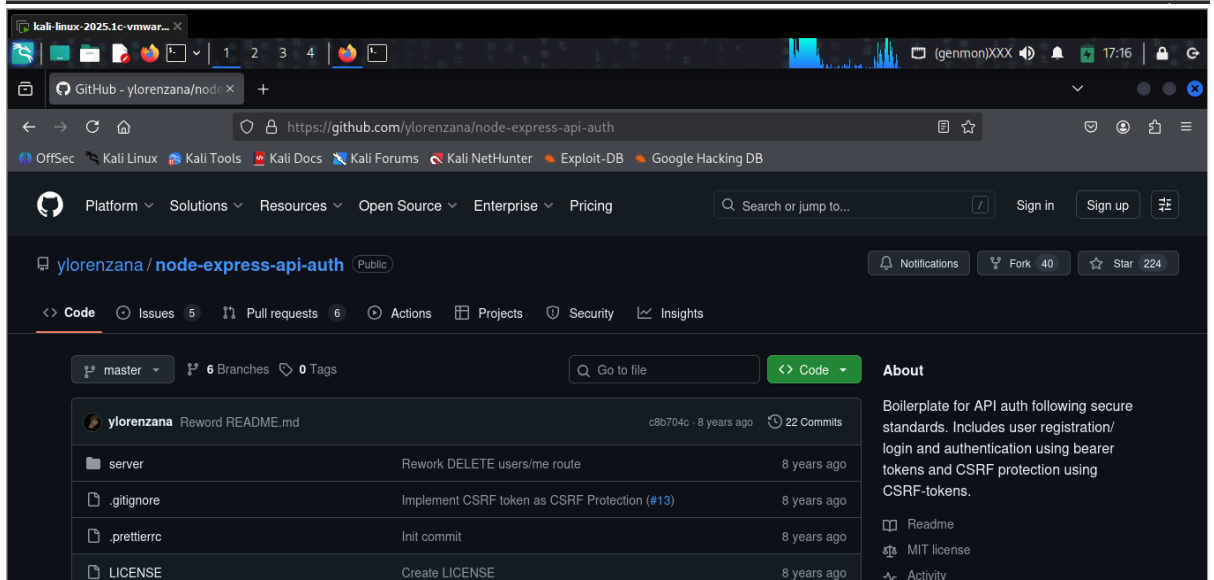 kali-linux-2025.1c-vmwar...
1 2 3 4 (genmon)XXX 17:16
GitHub - ylorenzana/node
https://github.com/ylorenzana/node-express-api-auth
OffSec Kali Linux Kali Tools Kali Docs Kali Forums Kali NetHunter Exploit-DB Google Hacking DB
Platform Solutions Resources Open Source Enterprise Pricing Search or jump to... / Sign in Sign up
ylorenzana / node-express-api-auth Public Notifications Fork 40 Star 224
Code Issues 5 Pull requests 6 Actions Projects Security Insights
master 6 Branches 0 Tags Go to file Code
ylorenzana Reword README.md c8b704c · 8 years ago 22 Commits
server Rework DELETE users/me route 8 years ago
.gitignore Implement CSRF token as CSRF Protection (#13) 8 years ago
.prettierrc Init commit 8 years ago
LICENSE Create LICENSE 8 years ago
About
Boilerplate for API auth following secure
standards. Includes user registration/
login and authentication using bearer
tokens and CSRF protection using
CSRF-tokens.
Readme
MIT license
Activity